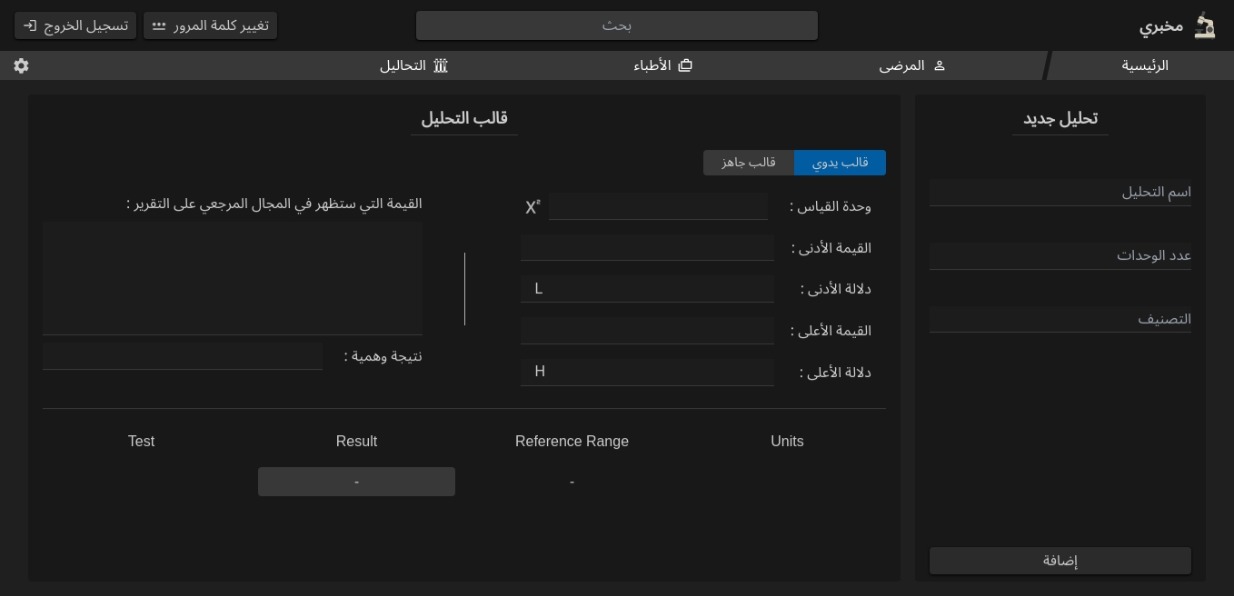 مخبري
بحث
تغيير كلمة المرور
تسجيل الخروج
الرئيسية
المرضى
الأطباء
التحاليل
تحليل جديد
اسم التحليل
عدد الوحدات
التصنيف
إضافة
قالب التحليل
قالب يدوي
قالب جاهز
وحدة القياس :
Xⁿ
القيمة الأدنى :
دلالة الأدنى :
L
القيمة الأعلى :
دلالة الأعلى :
H
القيمة التي ستظهر في المجال المرجعي على التقرير :
نتيجة وهمية :
Test Result Reference Range Units
- -